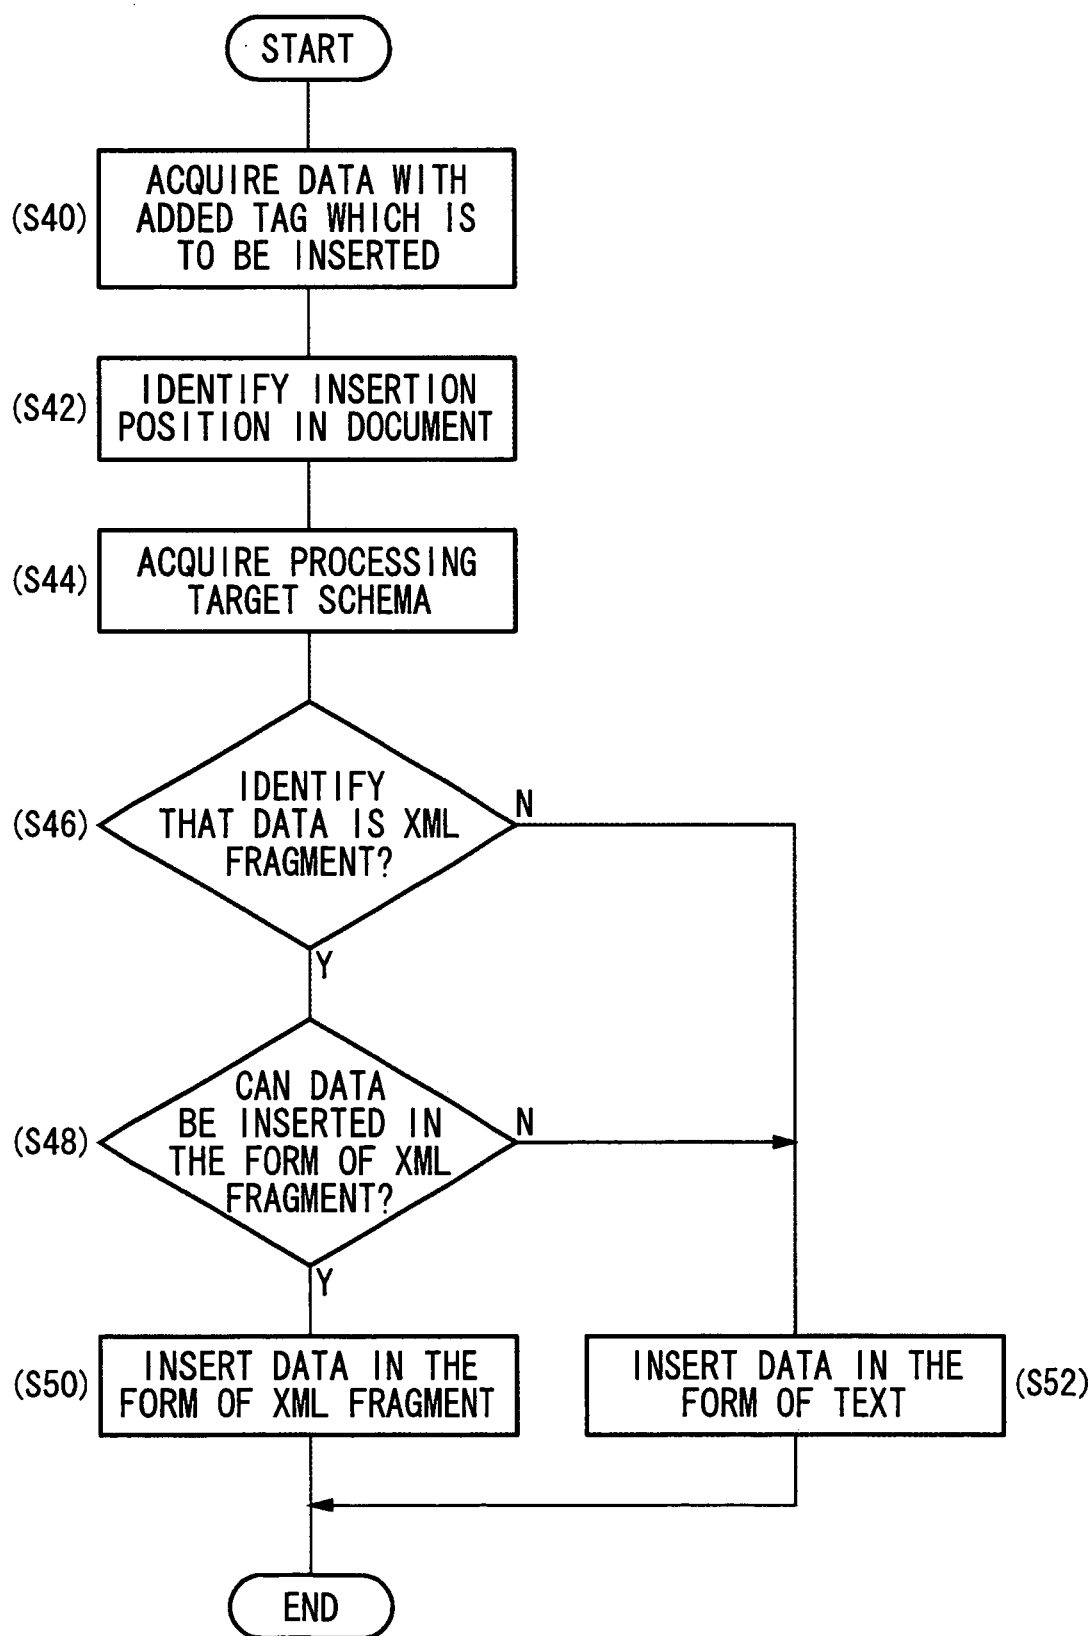 START
(S40)
ACQUIRE DATA WITH
ADDED TAG WHICH IS
TO BE INSERTED
(S42)
IDENTIFY INSERTION
POSITION IN DOCUMENT
(S44)
ACQUIRE PROCESSING
TARGET SCHEMA
(S46)
IDENTIFY
THAT DATA IS XML
FRAGMENT?
N
Y
(S48)
CAN DATA
BE INSERTED IN
THE FORM OF XML
FRAGMENT?
N
Y
(S50)
INSERT DATA IN THE
FORM OF XML FRAGMENT
INSERT DATA IN THE
FORM OF TEXT
(S52)
END